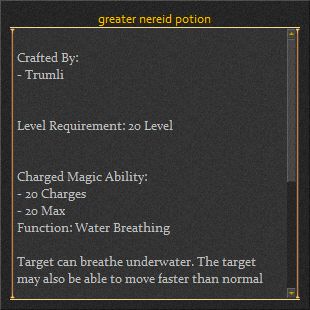 greater nereid potion
Crafted By:
- Trumli
Level Requirement: 20 Level
Charged Magic Ability:
- 20 Charges
- 20 Max
Function: Water Breathing
Target can breathe underwater. The target
may also be able to move faster than normal